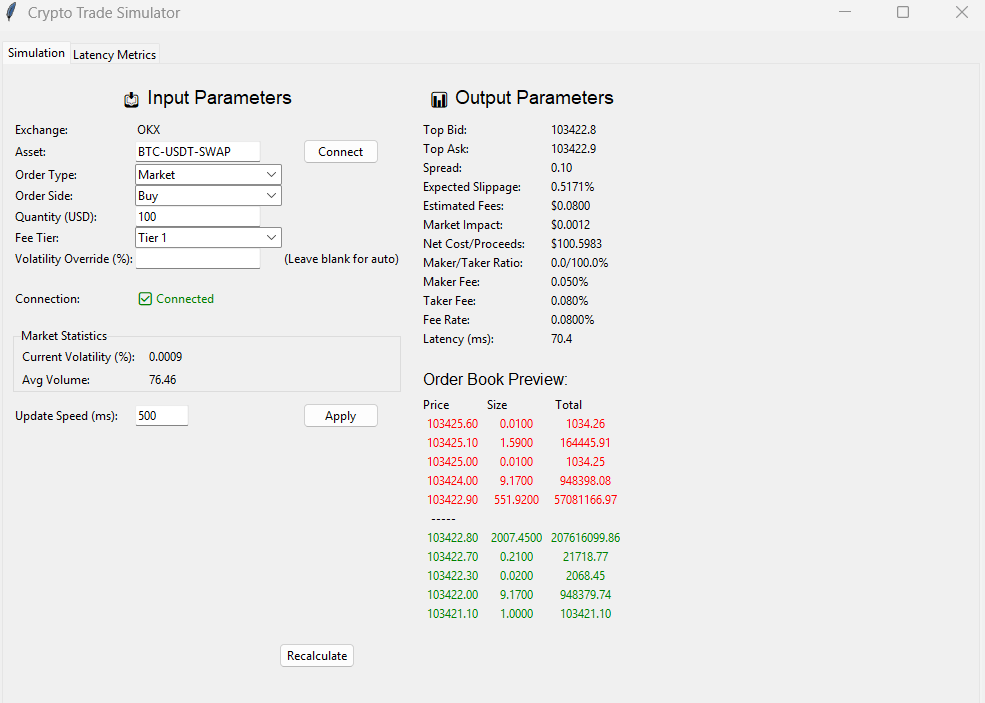 Crypto Trade Simulator
Simulation Latency Metrics
Input Parameters
Exchange: OKX
Asset: BTC-USDT-SWAP Connect
Order Type: Market
Order Side: Buy
Quantity (USD): 100
Fee Tier: Tier 1
Volatility Override (%): (Leave blank for auto)
Connection: Connected
Market Statistics
Current Volatility (%): 0.0009
Avg Volume: 76.46
Update Speed (ms): 500 Apply
Output Parameters
Top Bid: 103422.8
Top Ask: 103422.9
Spread: 0.10
Expected Slippage: 0.5171%
Estimated Fees: $0.0800
Market Impact: $0.0012
Net Cost/Proceeds: $100.5983
Maker/Taker Ratio: 0.0/100.0%
Maker Fee: 0.050%
Taker Fee: 0.080%
Fee Rate: 0.0800%
Latency (ms): 70.4
Order Book Preview:
Price Size Total
103425.60 0.0100 1034.26
103425.10 1.5900 164445.91
103425.00 0.0100 1034.25
103424.00 9.1700 948398.08
103422.90 551.9200 57081166.97
-----
103422.80 2007.4500 207616099.86
103422.70 0.2100 21718.77
103422.30 0.0200 2068.45
103422.00 9.1700 948379.74
103421.10 1.0000 103421.10
Recalculate